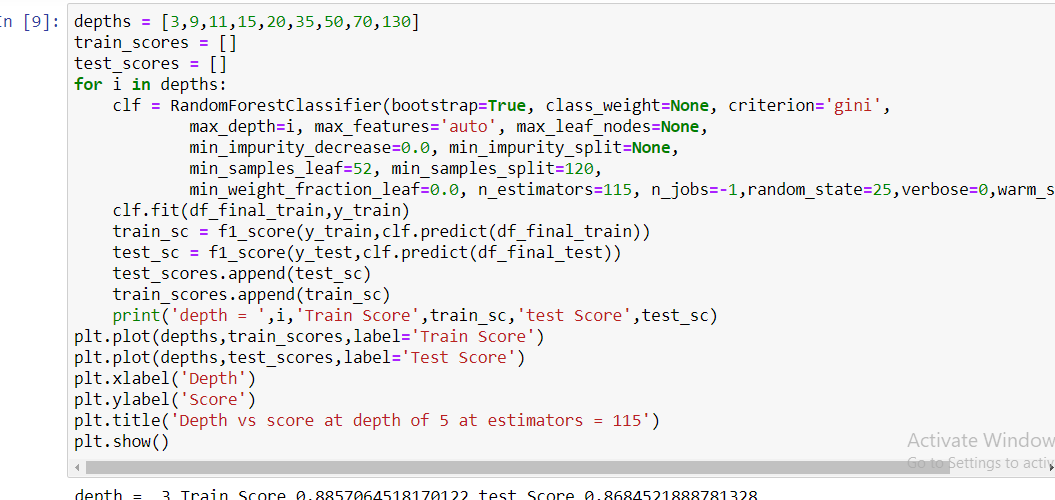 In [9]: depths = [3,9,11,15,20,35,50,70,130]
train_scores = []
test_scores = []
for i in depths:
    clf = RandomForestClassifier(bootstrap=True, class_weight=None, criterion='gini',
            max_depth=i, max_features='auto', max_leaf_nodes=None,
            min_impurity_decrease=0.0, min_impurity_split=None,
            min_samples_leaf=52, min_samples_split=120,
            min_weight_fraction_leaf=0.0, n_estimators=115, n_jobs=-1,random_state=25,verbose=0,warm_s
    clf.fit(df_final_train,y_train)
    train_sc = f1_score(y_train,clf.predict(df_final_train))
    test_sc = f1_score(y_test,clf.predict(df_final_test))
    test_scores.append(test_sc)
    train_scores.append(train_sc)
    print('depth = ',i,'Train Score',train_sc,'test Score',test_sc)
plt.plot(depths,train_scores,label='Train Score')
plt.plot(depths,test_scores,label='Test Score')
plt.xlabel('Depth')
plt.ylabel('Score')
plt.title('Depth vs score at depth of 5 at estimators = 115')
plt.show()
Activate Window
Go to Settings to activ
depth =  3 Train Score 0.8857064518170122 test Score 0.8684521888781328